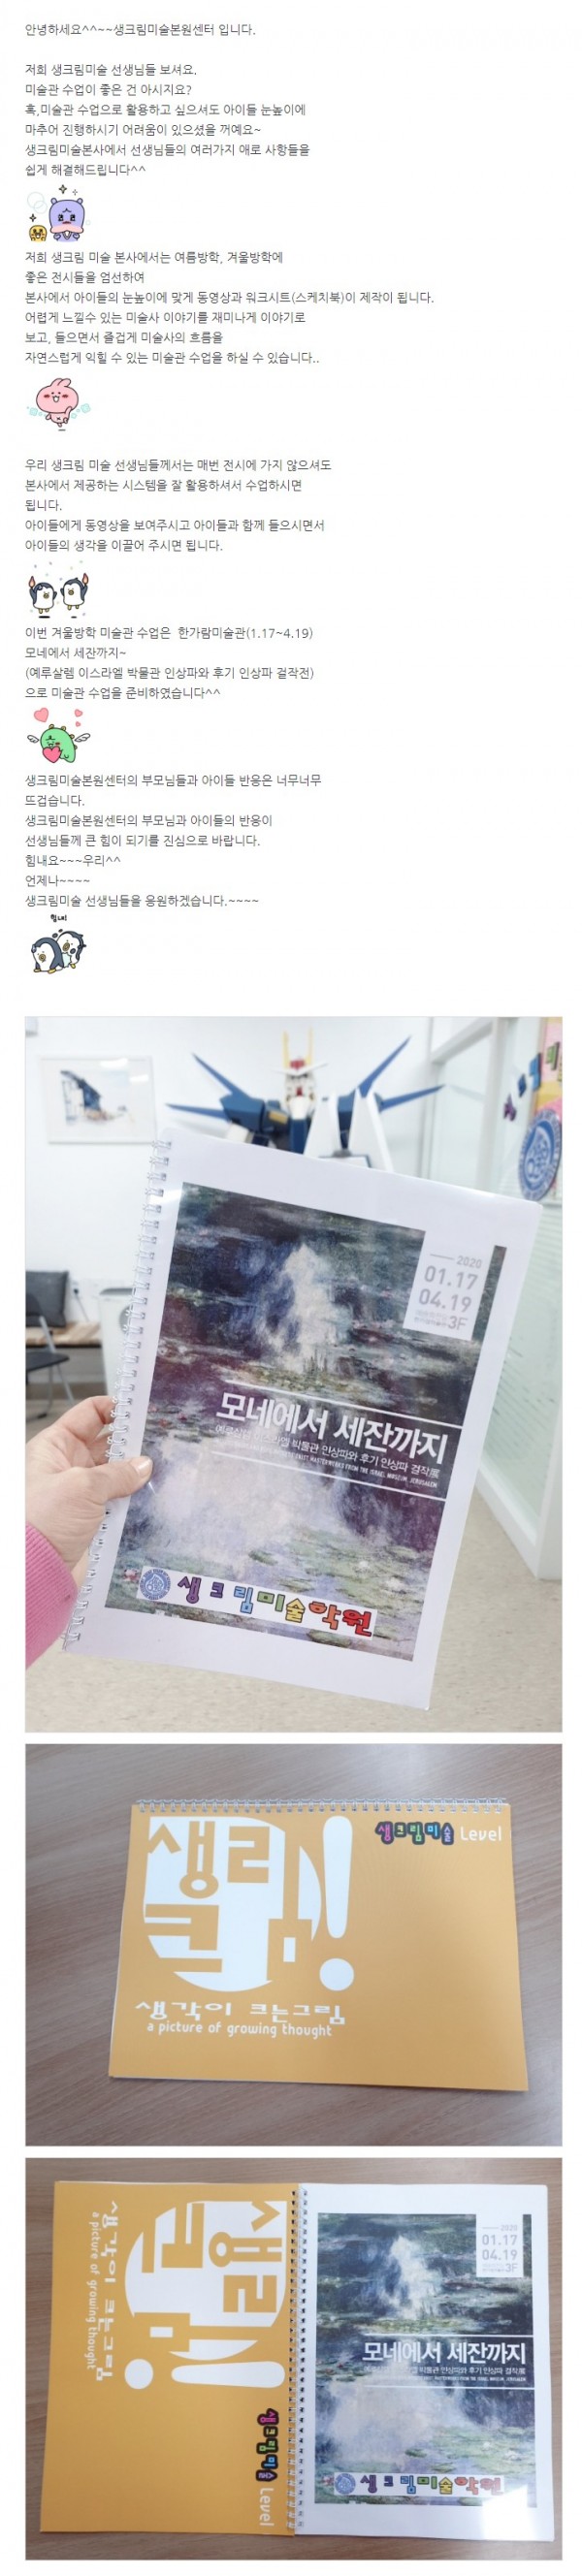 안녕하세요^^~~생크림미술본원센터 입니다.
저희 생크림미술 선생님들 보셔요.
미술관 수업이 좋은 건 아시지요?
혹,미술관 수업으로 활용하고 싶으셔도 아이들 눈높이에
마추어 진행하시기 어려움이 있으셨을 꺼예요~
생크림미술본사에서 선생님들의 여러가지 애로 사항들을
쉽게 해결해드립니다^^
저희 생크림 미술 본사에서는 여름방학, 겨울방학에
좋은 전시들을 엄선하여
본사에서 아이들의 눈높이에 맞게 동영상과 워크시트(스케치북)이 제작이 됩니다.
어렵게 느낄수 있는 미술사 이야기를 재미나게 이야기로
보고, 들으면서 즐겁게 미술사의 흐름을
자연스럽게 익힐 수 있는 미술관 수업을 하실 수 있습니다..
우리 생크림 미술 선생님들께서는 매번 전시에 가지 않으셔도
본사에서 제공하는 시스템을 잘 활용하셔서 수업하시면
됩니다.
아이들에게 동영상을 보여주시고 아이들과 함께 들으시면서
아이들의 생각을 이끌어 주시면 됩니다.
이번 겨울방학 미술관 수업은 한가람미술관(1.17~4.19)
모네에서 세잔까지~
(예루살렘 이스라엘 박물관 인상파와 후기 인상파 걸작전)
으로 미술관 수업을 준비하였습니다^^
생크림미술본원센터의 부모님들과 아이들 반응은 너무너무
뜨겁습니다.
생크림미술본원센터의 부모님과 아이들의 반응이
선생님들께 큰 힘이 되기를 진심으로 바랍니다.
힘내요~~~우리^^
언제나~~~~
생크림미술 선생님들을 응원하겠습니다.~~~~
힘내!
2020
01.17
04.19
3F
모네에서 세잔까지
박물관 인상파와 후기 인상파 걸작展
MASTERWORKS FROM THE ISRAEL MUSEUM, JERUSALEM
생크림미술학원
생크림미술 Level
생크림!
생각이 크는그림
a picture of growing thought
생크림!
생각이 크는그림
a picture of growing thought
생크림미술 Level
2020
01.17
04.19
3F
모네에서 세잔까지
박물관 인상파와 후기 인상파 걸작展
생크림미술학원